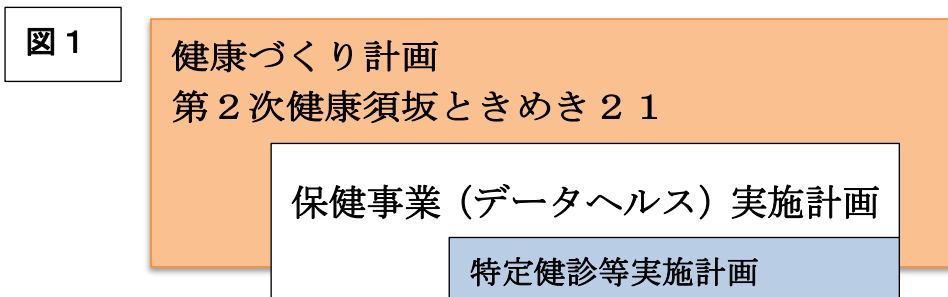 図１
健康づくり計画
第２次健康須坂ときめき２１
保健事業（データヘルス）実施計画
特定健診等実施計画